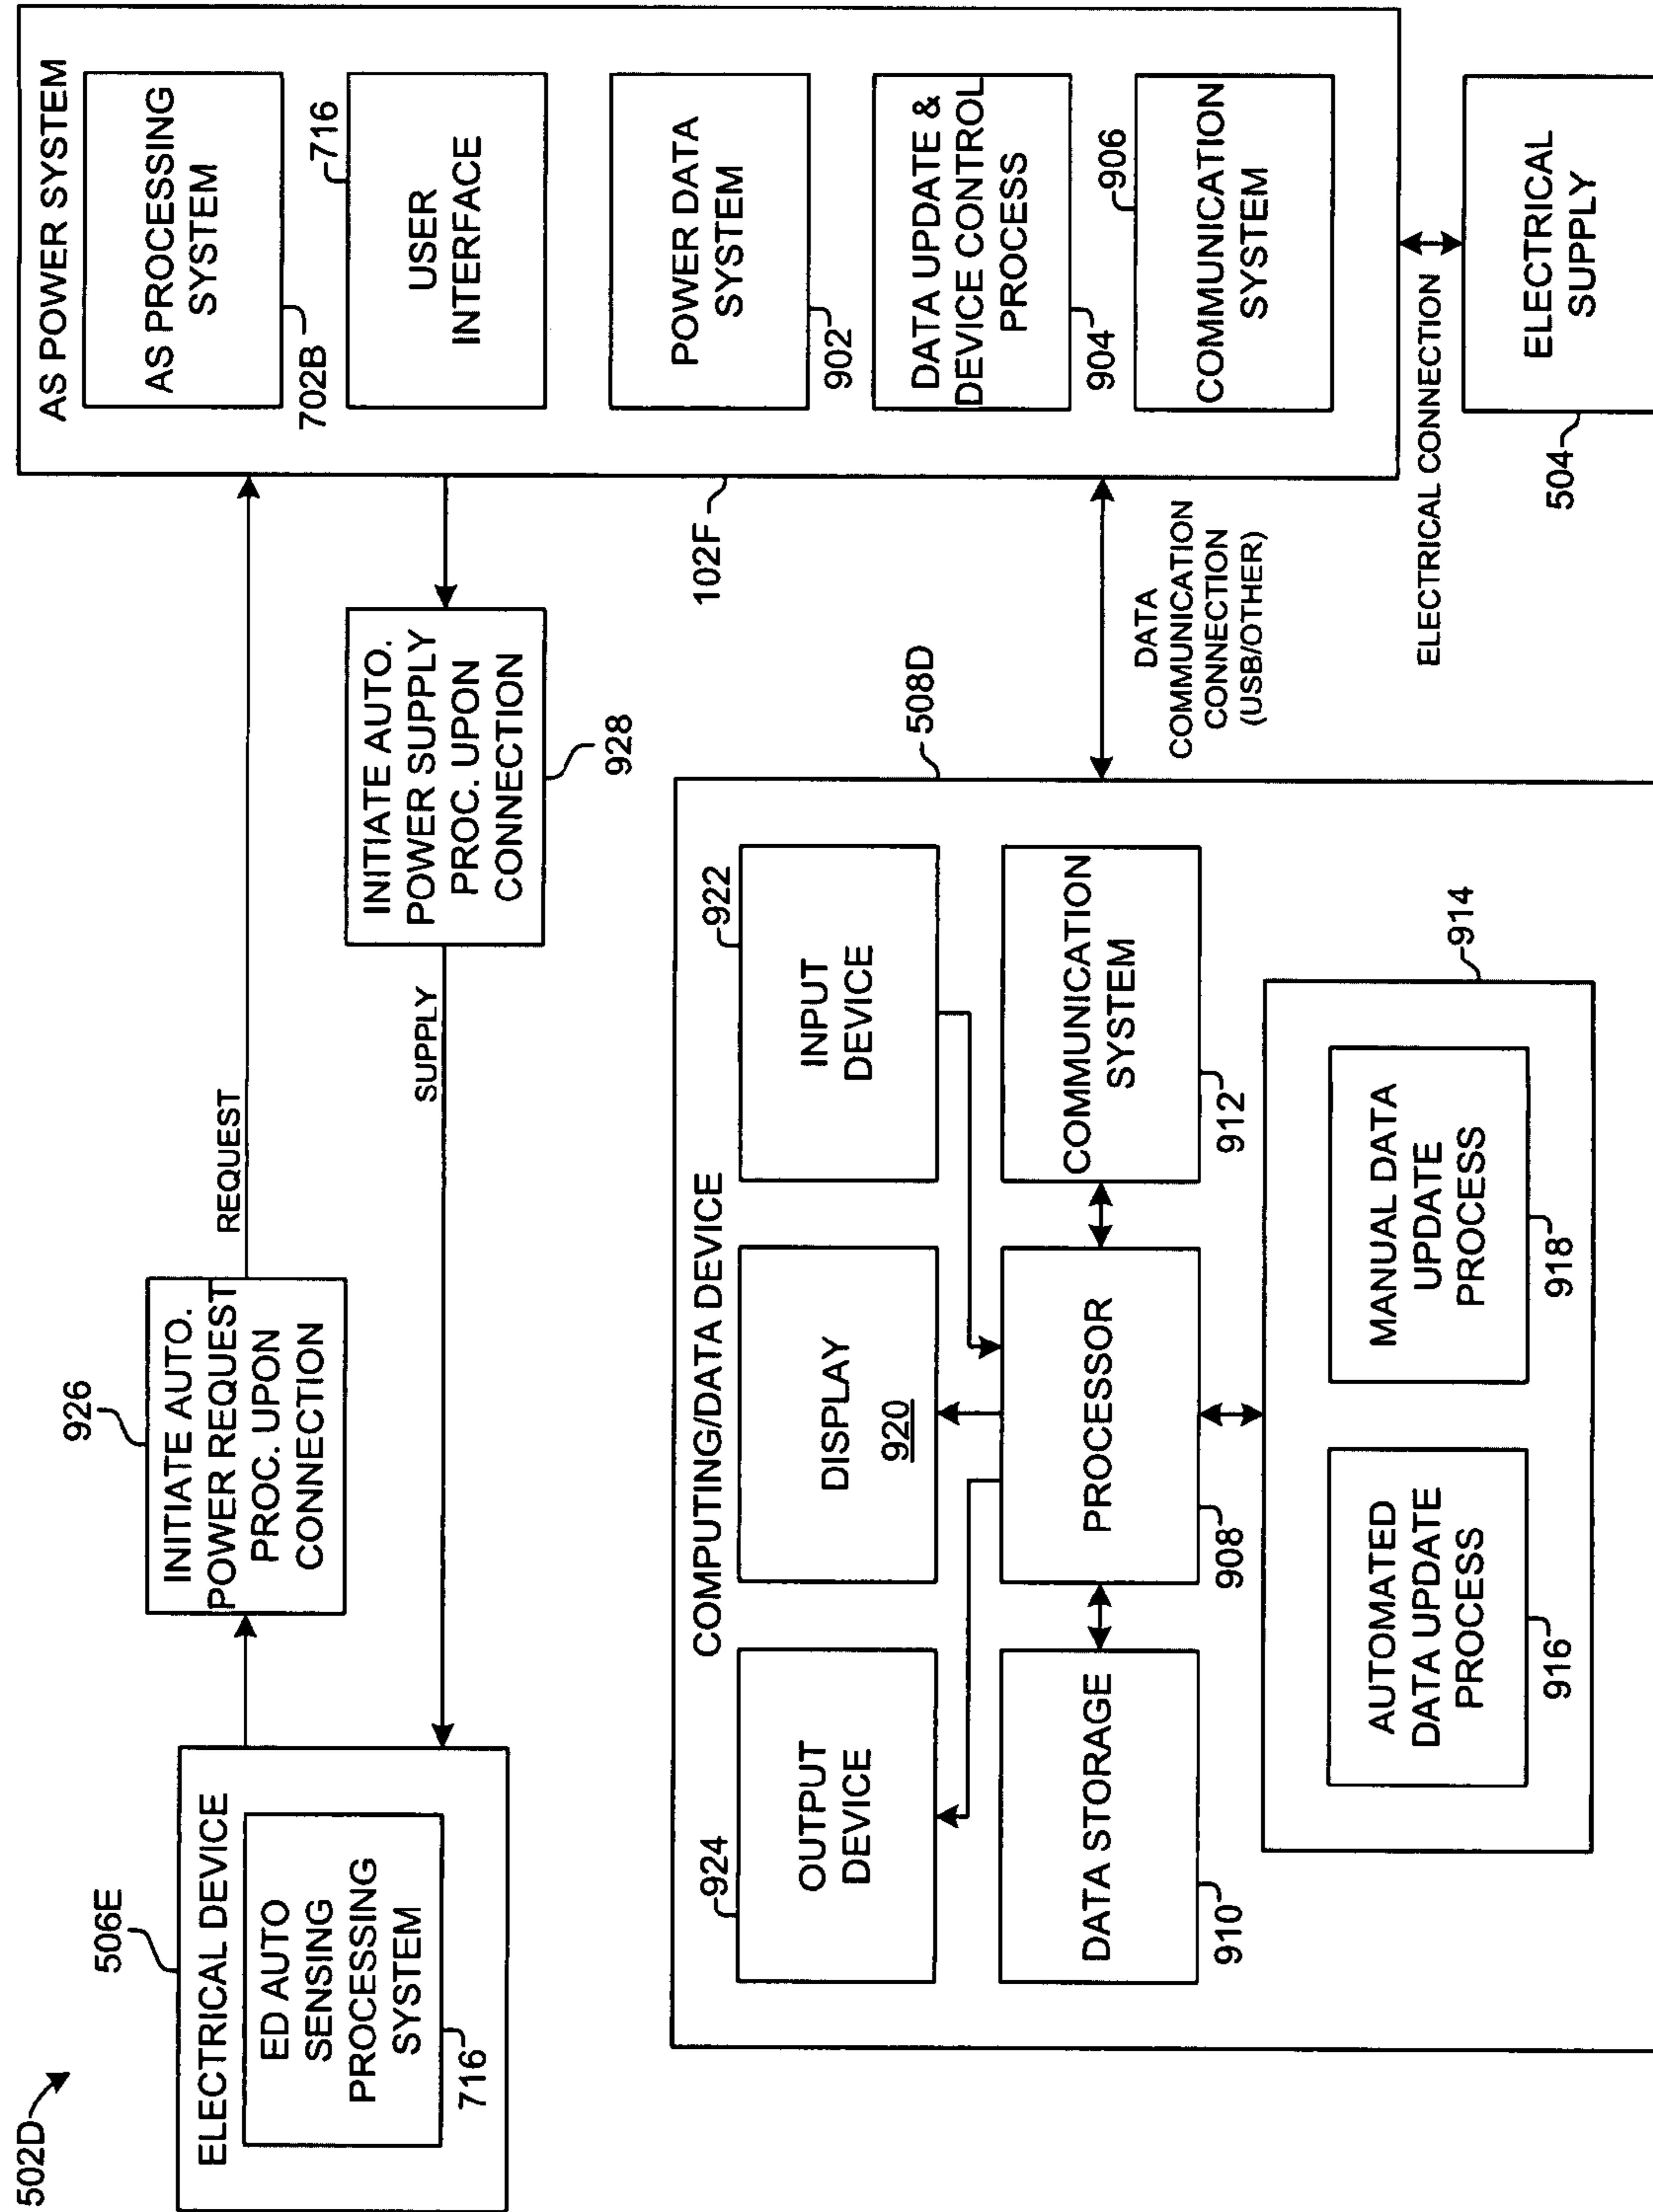 502D
506E
ELECTRICAL DEVICE
ED AUTO
SENSING
PROCESSING
SYSTEM
716
926
INITIATE AUTO.
POWER REQUEST
PROC. UPON
CONNECTION
REQUEST
SUPPLY
INITIATE AUTO.
POWER SUPPLY
PROC. UPON
CONNECTION
928
AS POWER SYSTEM
AS PROCESSING
SYSTEM
702B
716
USER
INTERFACE
POWER DATA
SYSTEM
902
DATA UPDATE &
DEVICE CONTROL
PROCESS
904
906
COMMUNICATION
SYSTEM
102F
DATA
COMMUNICATION
CONNECTION
(USB/OTHER)
ELECTRICAL CONNECTION
ELECTRICAL
SUPPLY
504
508D
COMPUTING/DATA DEVICE
924
OUTPUT
DEVICE
DISPLAY
920
922
INPUT
DEVICE
DATA STORAGE
910
PROCESSOR
908
COMMUNICATION
SYSTEM
912
914
AUTOMATED
DATA UPDATE
PROCESS
916
MANUAL DATA
UPDATE
PROCESS
918